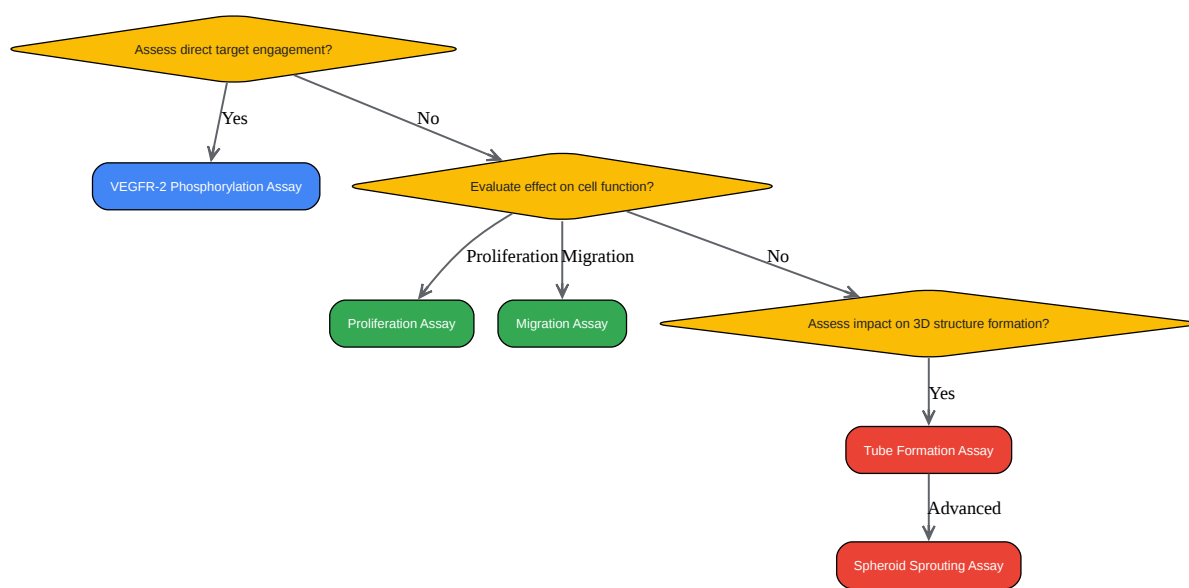 Assess direct target engagement?
Yes
No
VEGFR-2 Phosphorylation Assay
Evaluate effect on cell function?
Proliferation
Migration
No
Proliferation Assay
Migration Assay
Assess impact on 3D structure formation?
Yes
Tube Formation Assay
Advanced
Spheroid Sprouting Assay